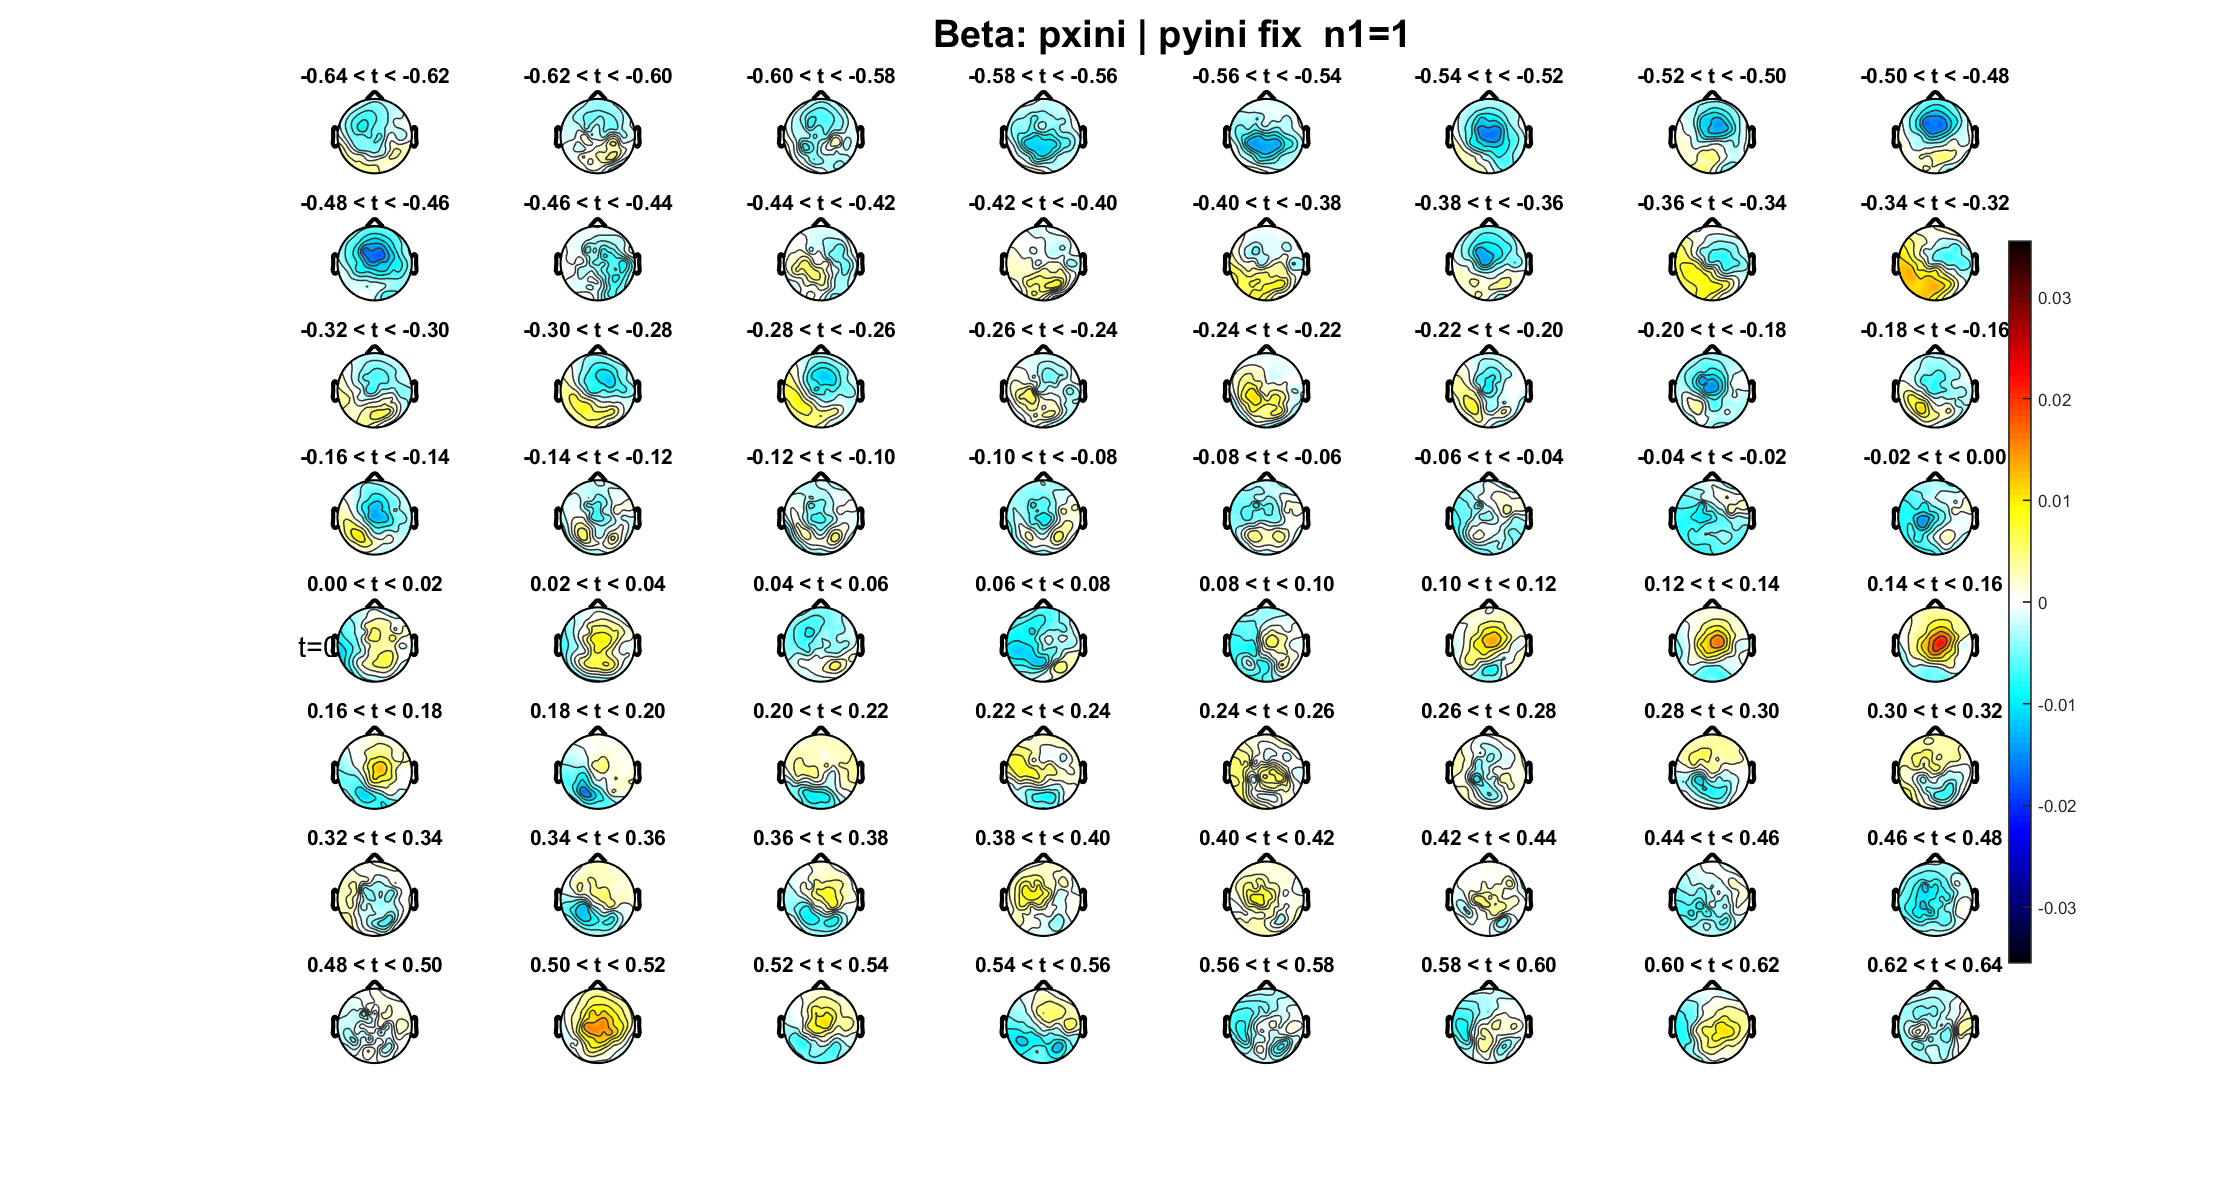 Beta: pxini | pyini fix  n1=1
-0.64 < t < -0.62
-0.62 < t < -0.60
-0.60 < t < -0.58
-0.58 < t < -0.56
-0.56 < t < -0.54
-0.54 < t < -0.52
-0.52 < t < -0.50
-0.50 < t < -0.48
-0.48 < t < -0.46
-0.46 < t < -0.44
-0.44 < t < -0.42
-0.42 < t < -0.40
-0.40 < t < -0.38
-0.38 < t < -0.36
-0.36 < t < -0.34
-0.34 < t < -0.32
-0.32 < t < -0.30
-0.30 < t < -0.28
-0.28 < t < -0.26
-0.26 < t < -0.24
-0.24 < t < -0.22
-0.22 < t < -0.20
-0.20 < t < -0.18
-0.18 < t < -0.16
-0.16 < t < -0.14
-0.14 < t < -0.12
-0.12 < t < -0.10
-0.10 < t < -0.08
-0.08 < t < -0.06
-0.06 < t < -0.04
-0.04 < t < -0.02
-0.02 < t < 0.00
0.00 < t < 0.02
0.02 < t < 0.04
0.04 < t < 0.06
0.06 < t < 0.08
0.08 < t < 0.10
0.10 < t < 0.12
0.12 < t < 0.14
0.14 < t < 0.16
t=0
0.16 < t < 0.18
0.18 < t < 0.20
0.20 < t < 0.22
0.22 < t < 0.24
0.24 < t < 0.26
0.26 < t < 0.28
0.28 < t < 0.30
0.30 < t < 0.32
0.32 < t < 0.34
0.34 < t < 0.36
0.36 < t < 0.38
0.38 < t < 0.40
0.40 < t < 0.42
0.42 < t < 0.44
0.44 < t < 0.46
0.46 < t < 0.48
0.48 < t < 0.50
0.50 < t < 0.52
0.52 < t < 0.54
0.54 < t < 0.56
0.56 < t < 0.58
0.58 < t < 0.60
0.60 < t < 0.62
0.62 < t < 0.64
0.03
0.02
0.01
0
-0.01
-0.02
-0.03